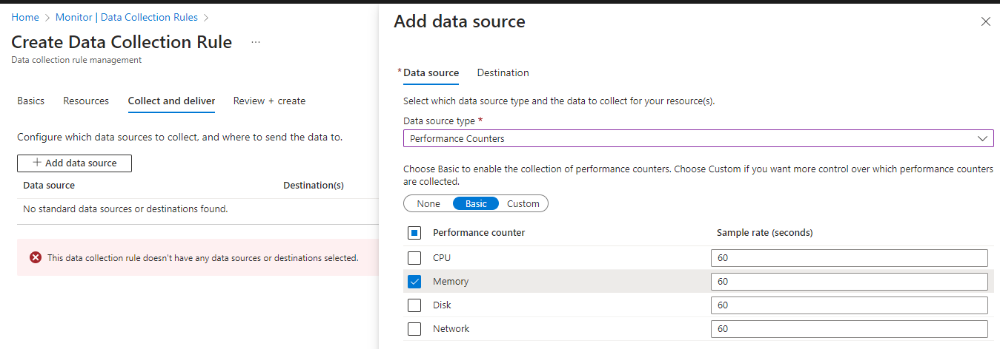 Home > Monitor | Data Collection Rules >
Create Data Collection Rule ...
Data collection rule management
Basics Resources Collect and deliver Review + create
Configure which data sources to collect, and where to send the data to.
+ Add data source
Data source Destination(s)
No standard data sources or destinations found.
This data collection rule doesn't have any data sources or destinations selected.
Add data source
* Data source Destination
Select which data source type and the data to collect for your resource(s).
Data source type *
Performance Counters
Choose Basic to enable the collection of performance counters. Choose Custom if you want more control over which performance counters
are collected.
None Basic Custom
Performance counter Sample rate (seconds)
CPU 60
Memory 60
Disk 60
Network 60